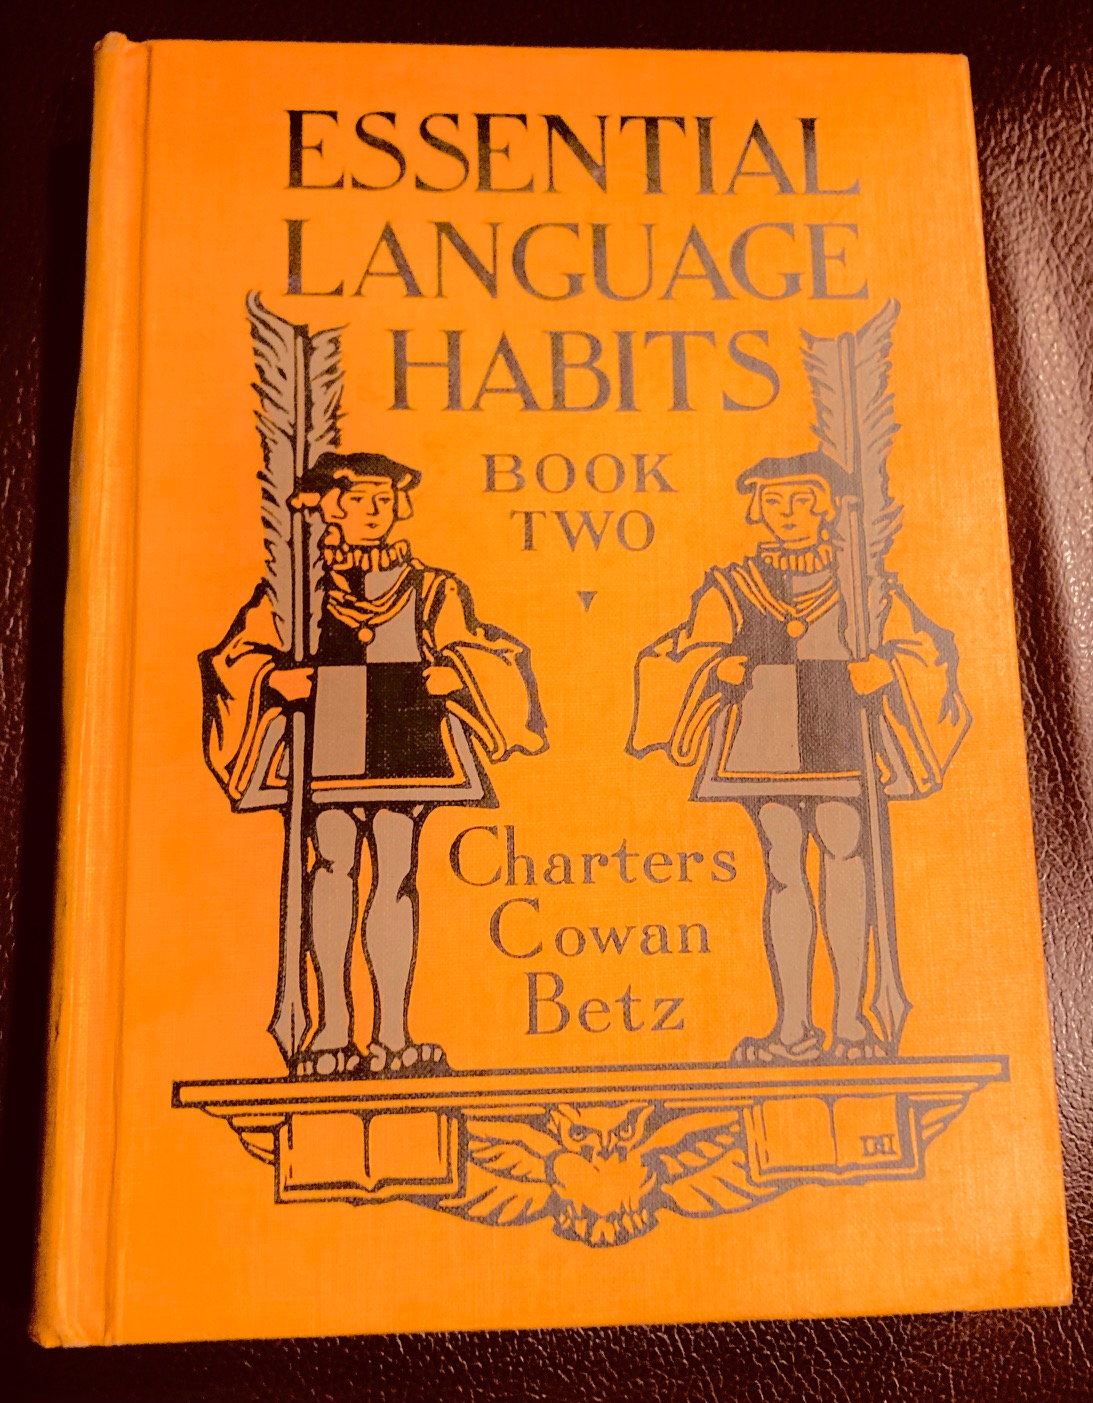 ESSENTIAL
LANGUAGE
HABITS
BOOK
TWO
Charters
Cowan
Betz